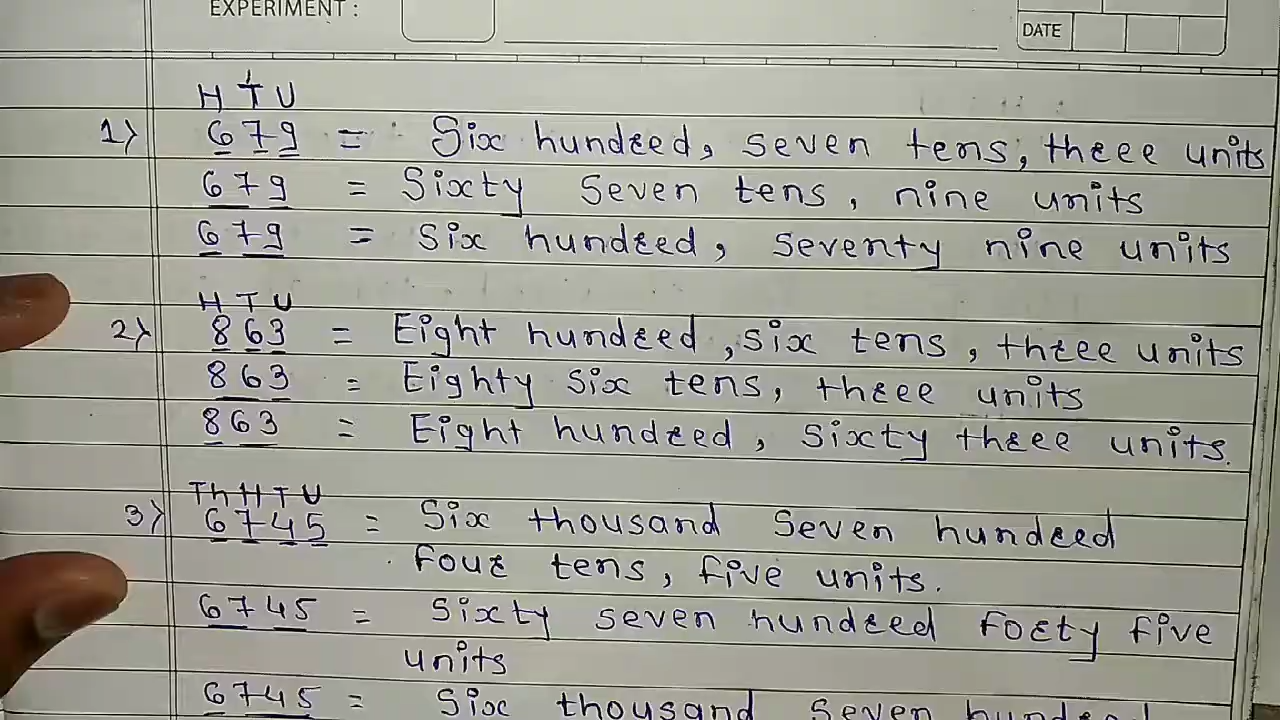 EXPERIMENT :
DATE
H T U
1) 679 = Six hundred, seven tens, three units
679 = Sixty seven tens, nine units
679 = six hundred, seventy nine units
H T U
2) 863 = Eight hundred, six tens, three units
863 = Eighty six tens, three units
863 = Eight hundred, sixty three units.
Th H T U
3) 6745 = Six thousand seven hundred
four tens, five units.
6745 = sixty seven hundred forty five
units
6745 = Six thousand seven hundred